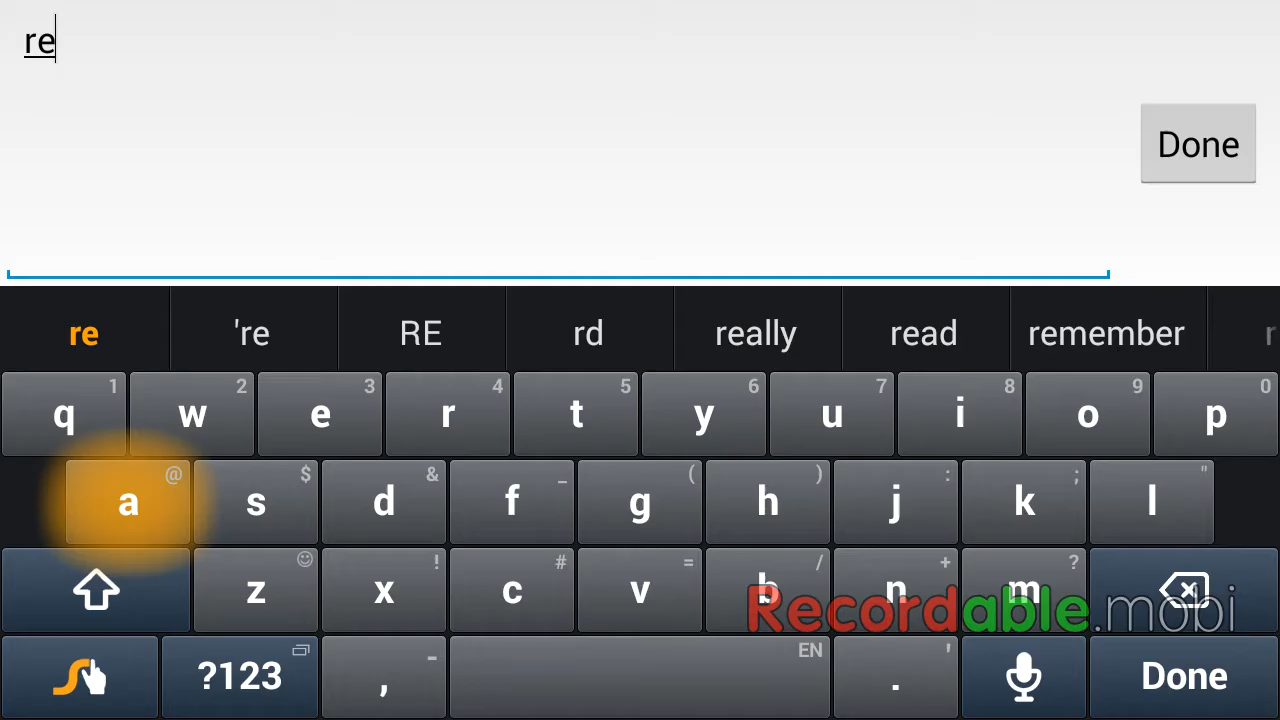 re
Done
re 're RE rd really read remember r
1 2 3 4 5 6 7 8 9 0
q w e r t y u i o p
@ $ & _ ( ) : ; "
a s d f g h j k l
☺ ! # = / + ?
z x c v b n m
Recordable.mobi
?123 , - EN . ' Done